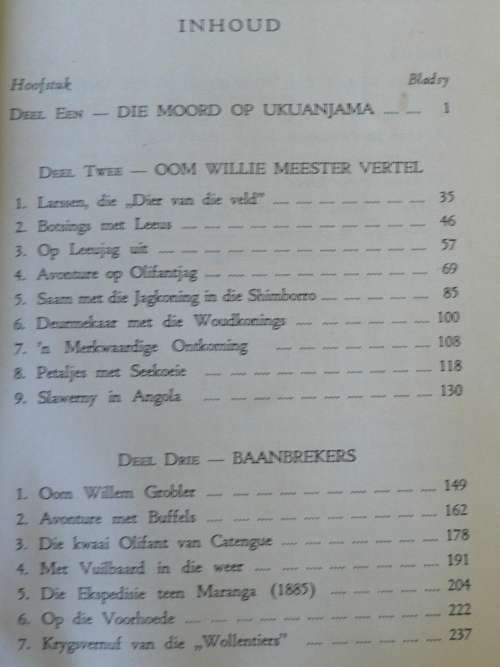 INHOUD
Hoofstuk Bladsy
DEEL EEN — DIE MOORD OP UKUANJAMA 1
DEEL TWEE — OOM WILLIE MEESTER VERTEL
1. Larssen, die „Dier van die veld” 35
2. Botsings met Leeus 46
3. Op Leeujag uit 57
4. Avonture op Olifantjag 69
5. Saam met die Jagkoning in die Shimborro 85
6. Deurmekaar met die Woudkonings 100
7. 'n Merkwaardige Ontkoming 108
8. Petaljes met Seekoeie 118
9. Slawerny in Angola 130
DEEL DRIE — BAANBREKERS
1. Oom Willem Grobler 149
2. Avonture met Buffels 162
3. Die kwaai Olifant van Catengue 178
4. Met Vuilbaard in die weer 191
5. Die Ekspedisie teen Maranga (1885) 204
6. Op die Voorhoede 222
7. Krygsvernuf van die „Wollentiers” 237